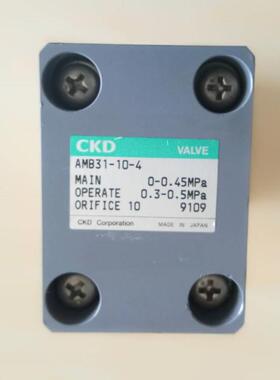 CKD VALVE
AMB31-10-4
MAIN 0-0.45MPa
OPERATE 0.3-0.5MPa
ORIFICE 10 9109
CKD Corporation MADE IN JAPAN